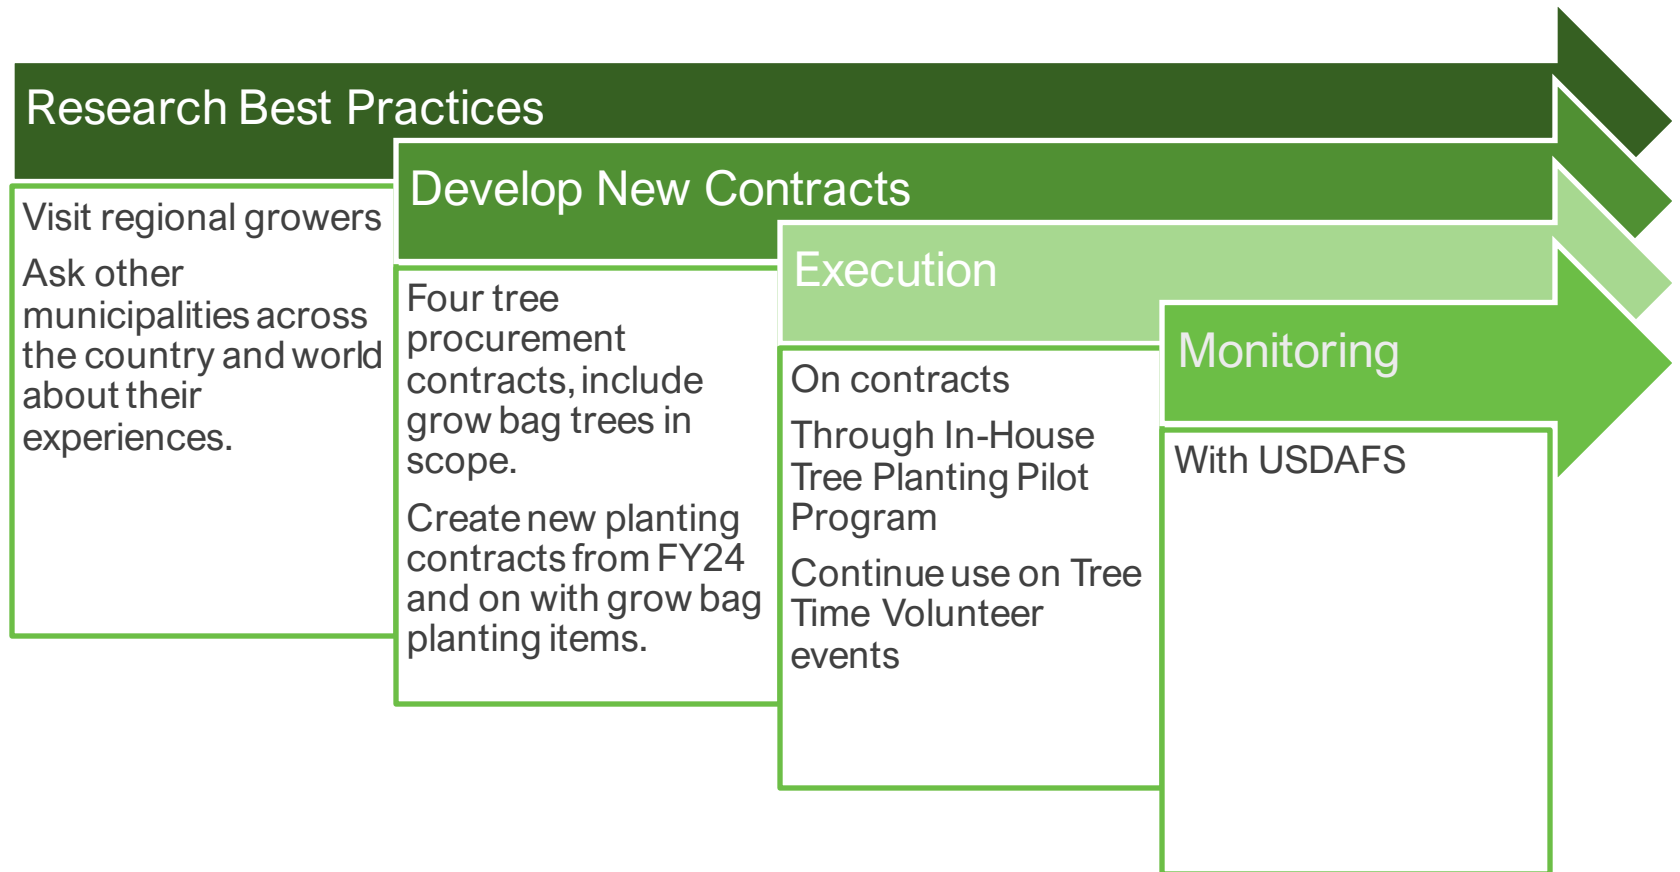 Research Best Practices
Visit regional growers
Ask other
municipalities across
the country and world
about their
experiences.
Develop New Contracts
Four tree
procurement
contracts, include
grow bag trees in
scope.
Create new planting
contracts from FY24
and on with grow bag
planting items.
Execution
On contracts
Through In-House
Tree Planting Pilot
Program
Continue use on Tree
Time Volunteer
events
Monitoring
With USDAFS